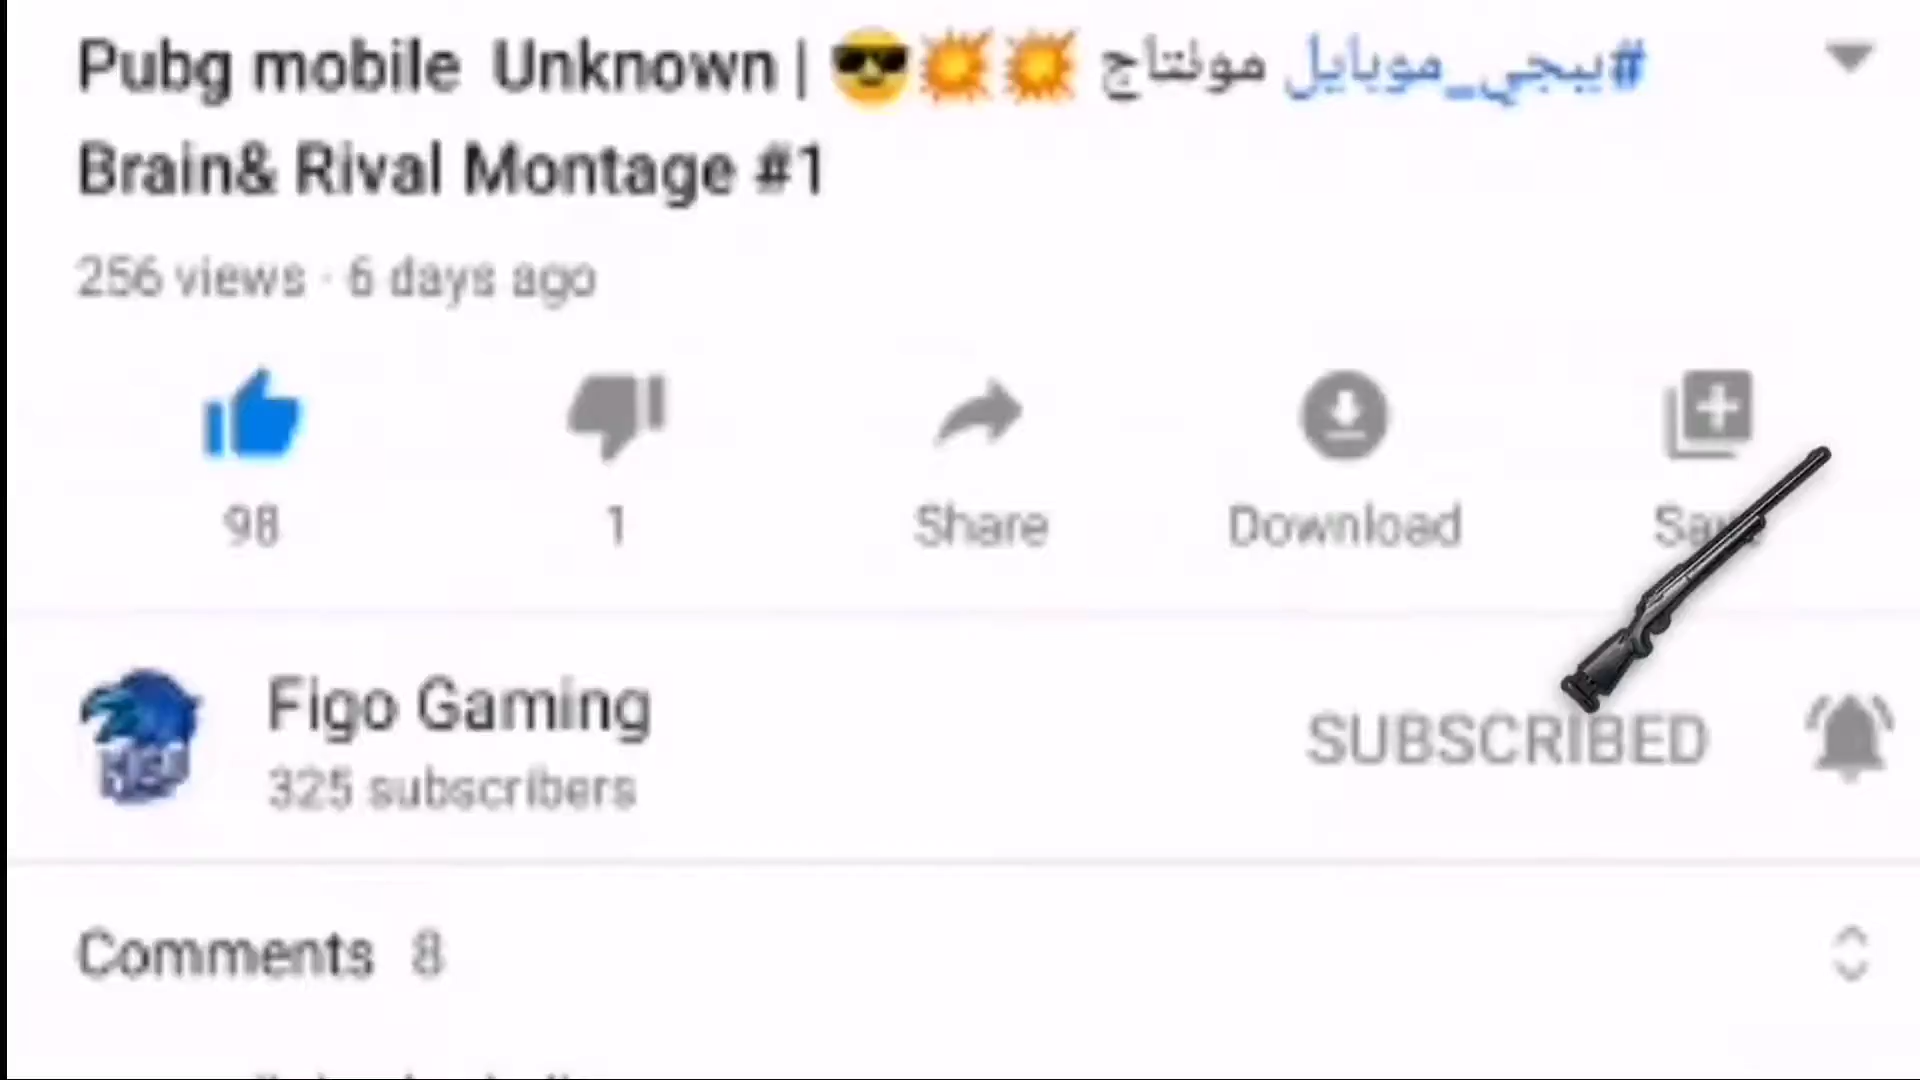 Pubg mobile Unknown | 😎💥💥 مونتاج #يبجي_موبايل
Brain& Rival Montage #1
256 views · 6 days ago
98
1
Share
Download
Figo Gaming
325 subscribers
SUBSCRIBED
Comments 8